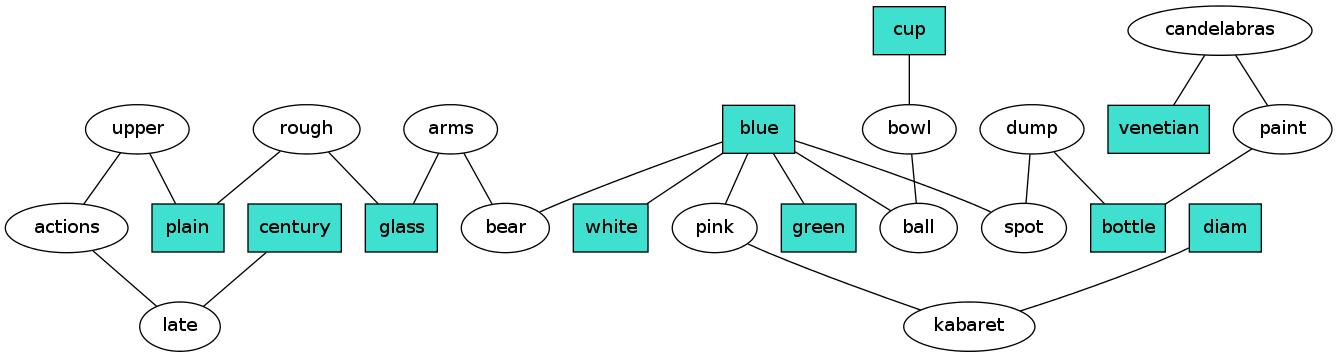 cup
candelabras
upper
rough
arms
blue
bowl
dump
venetian
paint
actions
plain
century
glass
bear
white
pink
green
ball
spot
bottle
diam
late
kabaret